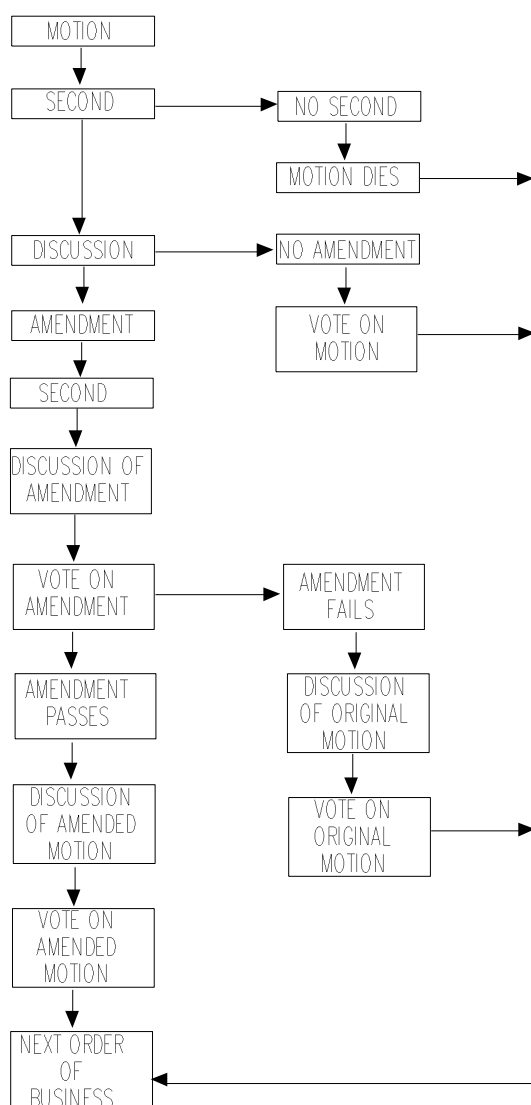 MOTION
SECOND
NO SECOND
MOTION DIES
DISCUSSION
NO AMENDMENT
AMENDMENT
VOTE ON
MOTION
SECOND
DISCUSSION OF
AMENDMENT
VOTE ON
AMENDMENT
AMENDMENT
FAILS
AMENDMENT
PASSES
DISCUSSION
OF ORIGINAL
MOTION
DISCUSSION
OF AMENDED
MOTION
VOTE ON
ORIGINAL
MOTION
VOTE ON
AMENDED
MOTION
NEXT ORDER
OF
BUSINESS